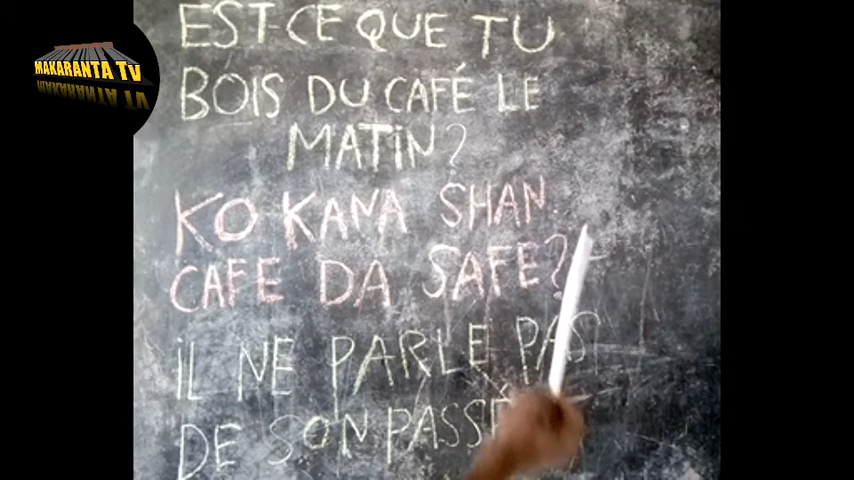 MAKARANTA TV
EST-CE QUE TU
BOIS DU CAFÉ LE
MATIN?
KO KANA SHAN
CAFE DA SAFE?
IL NE PARLE PAS
DE SON PASSÉ